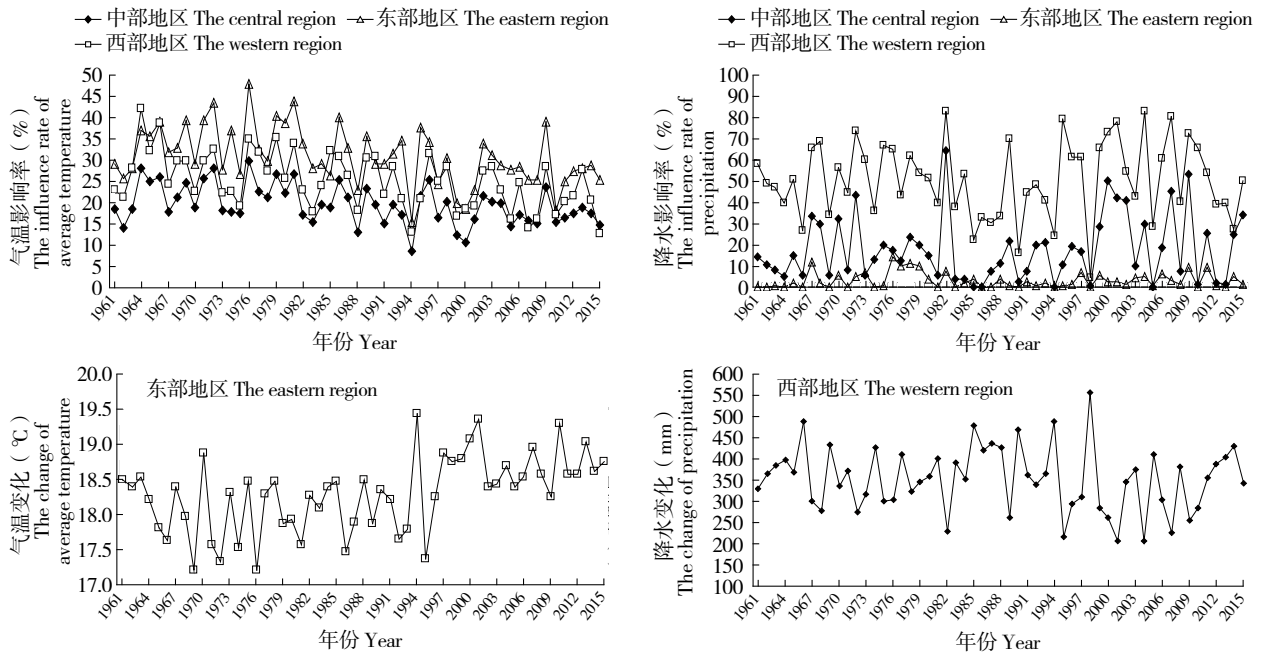 中部地区 The central region 东部地区 The eastern region
西部地区 The western region
气温影响率（%）
The influence rate of
average temperature
50
45
40
35
30
25
20
15
10
5
0
1961 1964 1967 1970 1973 1976 1979 1982 1985 1988 1991 1994 1997 2000 2003 2006 2009 2012 2015
年份 Year
中部地区 The central region 东部地区 The eastern region
西部地区 The western region
降水影响率（%）
The influence rate of
precipitation
100
90
80
70
60
50
40
30
20
10
0
1961 1964 1967 1970 1973 1976 1979 1982 1985 1988 1991 1994 1997 2000 2003 2006 2009 2012 2015
年份 Year
东部地区 The eastern region
气温变化（℃）
The change of
average temperature
20.0
19.5
19.0
18.5
18.0
17.5
17.0
1961 1964 1967 1970 1973 1976 1979 1982 1985 1988 1991 1994 1997 2000 2003 2006 2009 2012 2015
年份 Year
西部地区 The western region
降水变化（mm）
The change of precipitation
600
550
500
450
400
350
300
250
200
150
100
1961 1964 1967 1970 1973 1976 1979 1982 1985 1988 1991 1994 1997 2000 2003 2006 2009 2012 2015
年份 Year